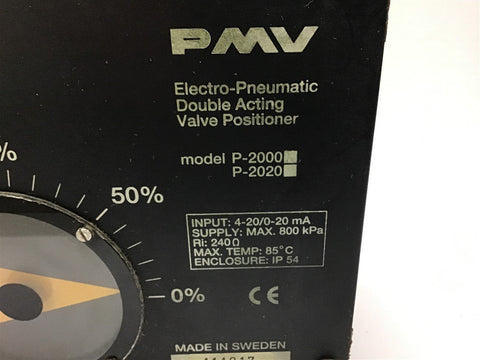 PMV
Electro-Pneumatic
Double Acting
Valve Positioner
model P-2000
P-2020
%
50%
INPUT: 4-20/0-20 mA
SUPPLY: MAX. 800 kPa
Ri: 240Ω
MAX. TEMP: 85°C
ENCLOSURE: IP 54
0%
CE
MADE IN SWEDEN